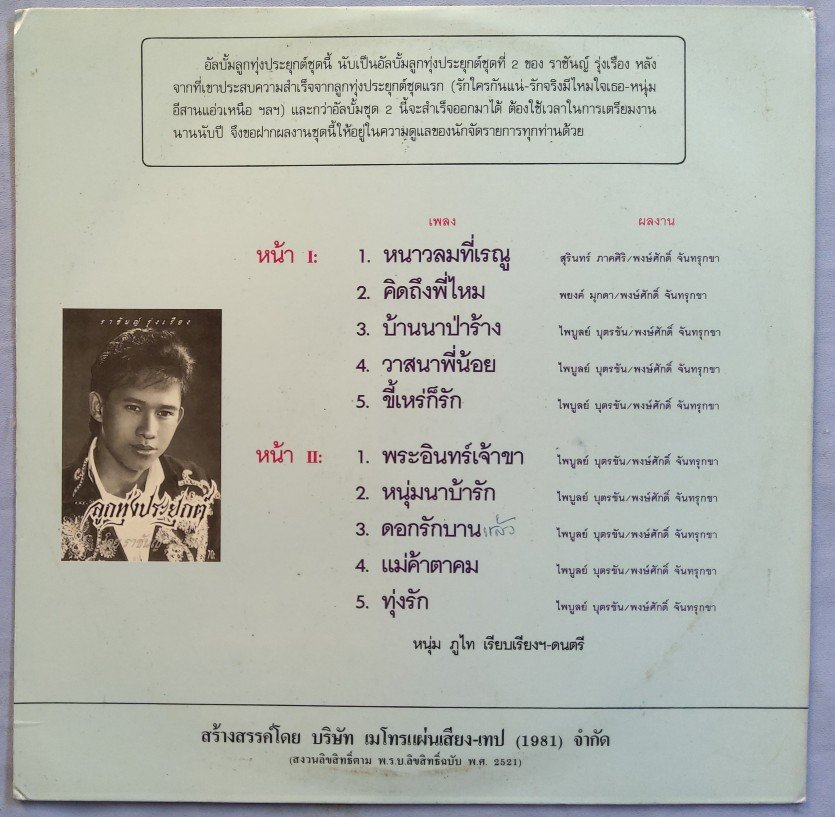 อัลบั้มลูกทุ่งประยุกต์ชุดนี้ นับเป็นอัลบั้มลูกทุ่งประยุกต์ชุดที่ 2 ของ ราชันญ์ รุ่งเรือง หลัง
จากที่เขาประสบความสำเร็จจากลูกทุ่งประยุกต์ชุดแรก (รักใครกันแน่-รักจริงมีไหมใจเธอ-หนุ่ม
อีสานแอ่วเหนือ ฯลฯ) และกว่าอัลบั้มชุด 2 นี้จะสำเร็จออกมาได้ ต้องใช้เวลาในการเตรียมงาน
นานนับปี จึงขอฝากผลงานชุดนี้ให้อยู่ในความดูแลของนักจัดรายการทุกท่านด้วย
เพลง ผลงาน
หน้า I: 1. หนาวลมที่เรณู สุรินทร์ ภาคศิริ/พงษ์ศักดิ์ จันทรุกขา
2. คิดถึงพี่ไหม พยงค์ มุกดา/พงษ์ศักดิ์ จันทรุกขา
3. บ้านนาป่าร้าง ไพบูลย์ บุตรขัน/พงษ์ศักดิ์ จันทรุกขา
4. วาสนาพี่น้อย ไพบูลย์ บุตรขัน/พงษ์ศักดิ์ จันทรุกขา
5. ขี้เหร่ก็รัก ไพบูลย์ บุตรขัน/พงษ์ศักดิ์ จันทรุกขา
หน้า II: 1. พระอินทร์เจ้าขา ไพบูลย์ บุตรขัน/พงษ์ศักดิ์ จันทรุกขา
2. หนุ่มนาบ้ารัก ไพบูลย์ บุตรขัน/พงษ์ศักดิ์ จันทรุกขา
3. ดอกรักบานแล้ว ไพบูลย์ บุตรขัน/พงษ์ศักดิ์ จันทรุกขา
4. แม่ค้าตาคม ไพบูลย์ บุตรขัน/พงษ์ศักดิ์ จันทรุกขา
5. ทุ่งรัก ไพบูลย์ บุตรขัน/พงษ์ศักดิ์ จันทรุกขา
ราชันญ์ รุ่งเรือง
ลูกทุ่งประยุกต์
หนุ่ม ภูไท เรียบเรียงฯ-ดนตรี
สร้างสรรค์โดย บริษัท เมโทรแผ่นเสียง-เทป (1981) จำกัด
(สงวนลิขสิทธิ์ตาม พ.ร.บ.ลิขสิทธิ์ฉบับ พ.ศ. 2521)